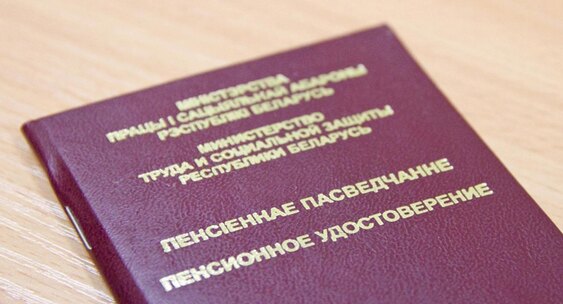 МІНІСТЭРСТВА
ПРАЦЫ І САЦЫЯЛЬНАЙ АБАРОНЫ
РЭСПУБЛІКІ БЕЛАРУСЬ
МИНИСТЕРСТВО
ТРУДА И СОЦИАЛЬНОЙ ЗАЩИТЫ
РЕСПУБЛИКИ БЕЛАРУСЬ
ПЕНСІЕННАЕ ПАСВЕДЧАННЕ
ПЕНСИОННОЕ УДОСТОВЕРЕНИЕ